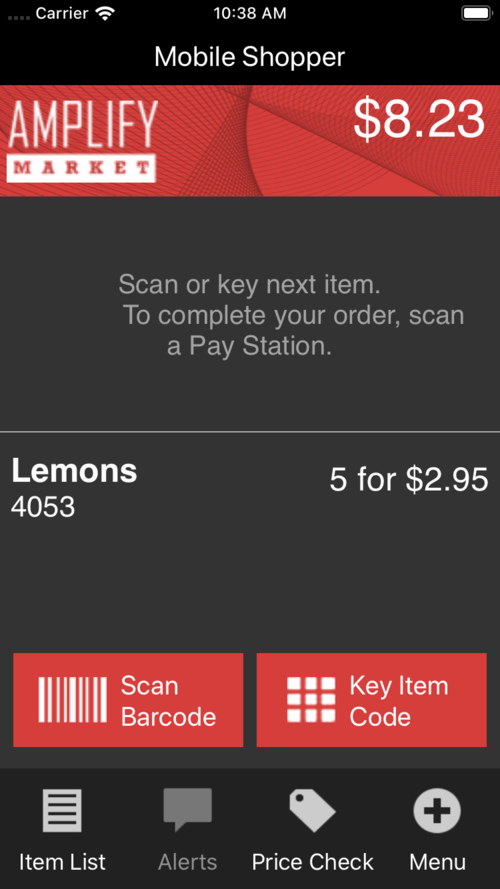 Carrier 10:38 AM
Mobile Shopper
AMPLIFY
MARKET
$8.23
Scan or key next item.
To complete your order, scan
a Pay Station.
Lemons
4053
5 for $2.95
Scan
Barcode
Key Item
Code
Item List
Alerts
Price Check
Menu